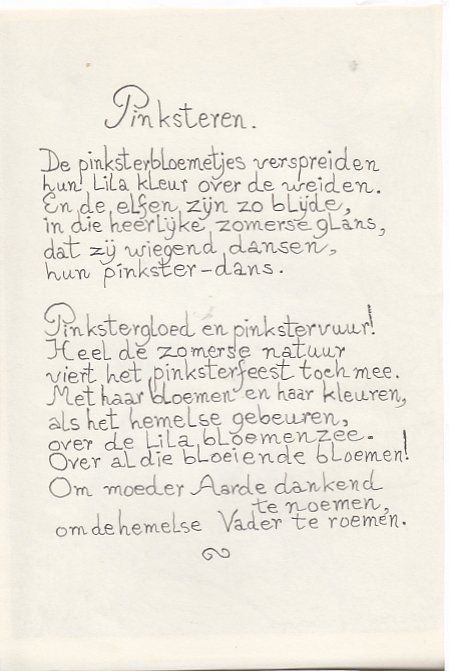 Pinksteren.
De pinksterbloemetjes verspreiden
hun lila kleur over de weiden.
En de elfen zijn zo blijde,
in die heerlijke zomerse glans,
dat zij wiegend dansen,
hun pinkster-dans.
Pinkstergloed en pinkstervuur!
Heel de zomerse natuur
viert het pinksterfeest toch mee.
Met haar bloemen en haar kleuren,
als het hemelse gebeuren,
over de lila bloemenzee.
Over al die bloeiende bloemen!
Om moeder Aarde dankend
te noemen,
om de hemelse Vader te roemen.